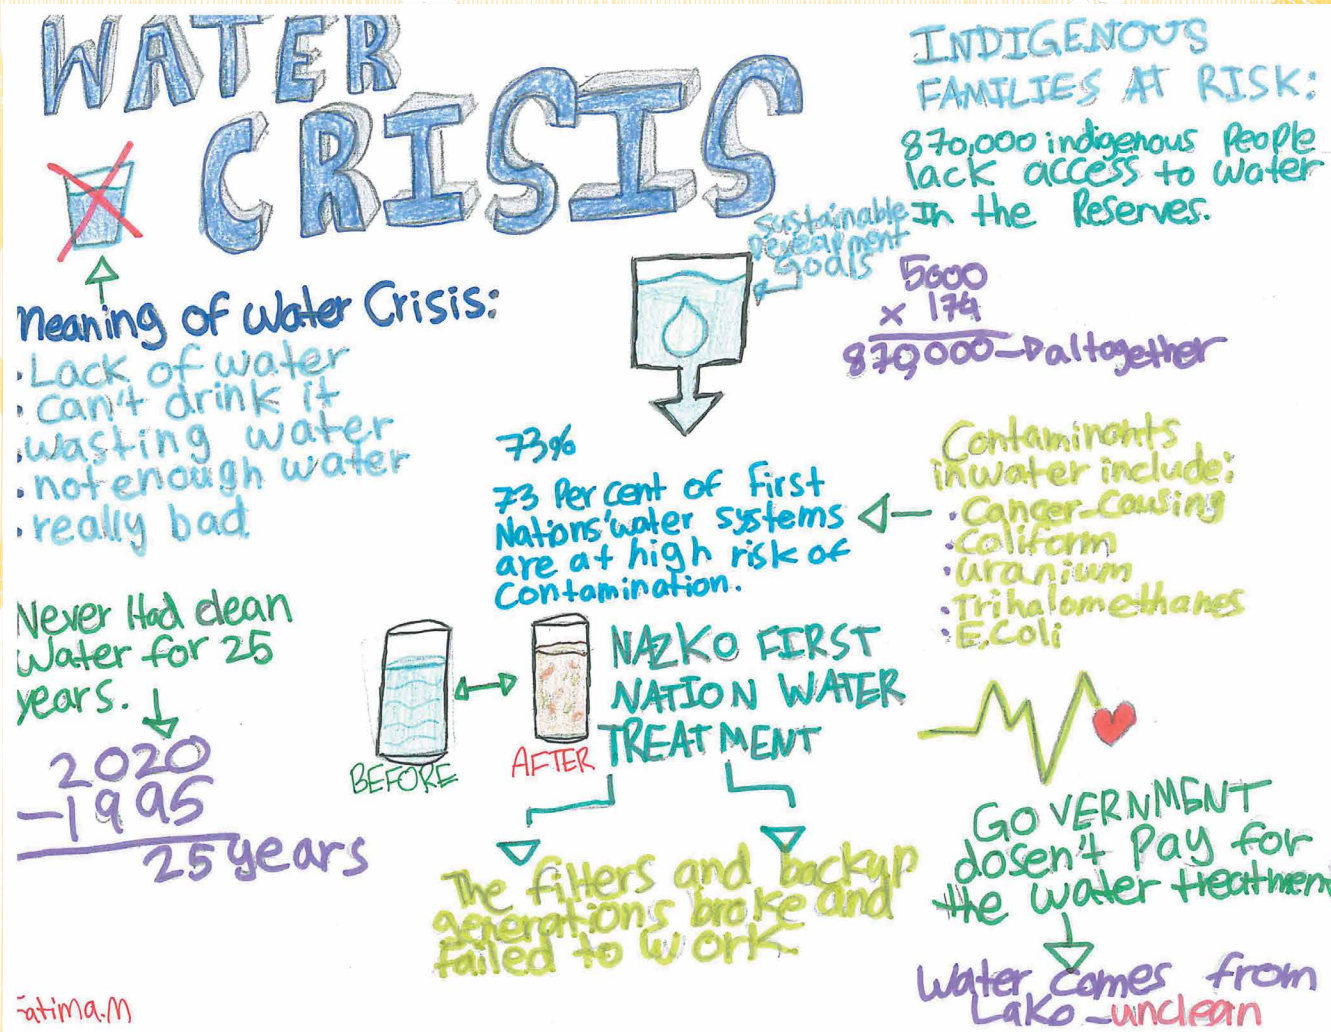 WATER
CRISIS
Meaning of Water Crisis:
• Lack of water
• can't drink it
• wasting water
• not enough water
• really bad
Never Had clean
Water for 25
years.
2020
-1995
25 years
Sustainable
Goals
73%
73 Per cent of First
Nations' water systems
are at high risk of
contamination.
BEFORE
AFTER
NAZKO FIRST
NATION WATER
TREATMENT
The filters and backup
generations broke and
failed to work.
INDIGENOUS
FAMILIES AT RISK:
870,000 indigenous People
lack access to water
In the Reserves.
5000
x 174
870,000 altogether
Contaminants
in water include:
• Cancer-Causing
• Coliform
• Uranium
• Trihalomethanes
• E.Coli
GOVERNMENT
dosen't Pay for
the water treatment
Water comes from
Lake - unclean
atima.M